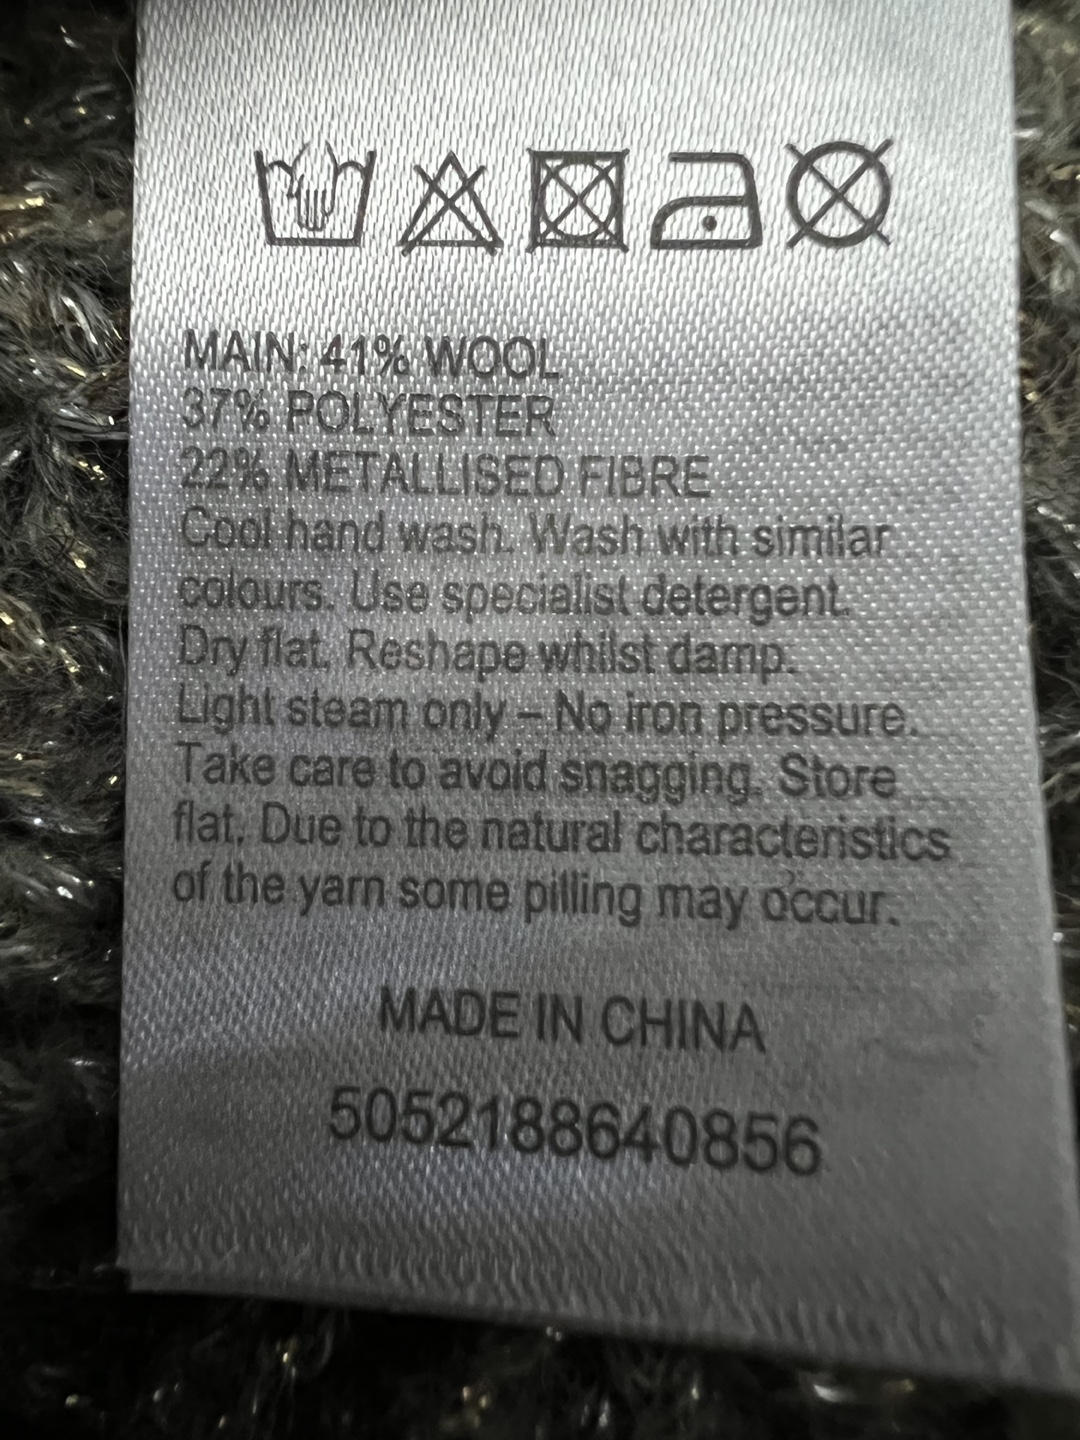 MAIN: 41% WOOL
37% POLYESTER
22% METALLISED FIBRE
Cool hand wash. Wash with similar
colours. Use specialist detergent.
Dry flat. Reshape whilst damp.
Light steam only – No iron pressure.
Take care to avoid snagging. Store
flat. Due to the natural characteristics
of the yarn some pilling may occur.
MADE IN CHINA
5052188640856